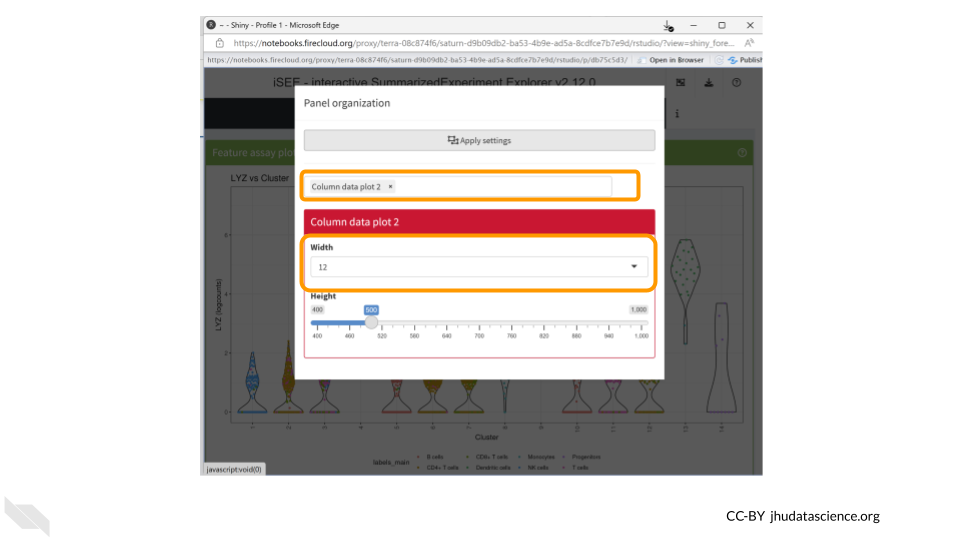 S – - Shiny - Profile 1 - Microsoft Edge
https://notebooks.firecloud.org/proxy/terra-08c874f6/saturn-d9b09db2-ba53-4b9e-ad5a-8cdfce7b7e9d/rstudio/?view=shiny_fore...
https://notebooks.firecloud.org/proxy/terra-08c874f6/saturn-d9b09db2-ba53-4b9e-ad5a-8cdfce7b7e9d/rstudio/p/db75c5d3/ Open in Browser Publish
iSEE - interactive SummarizedExperiment Explorer v2.12.0
Panel organization
Apply settings
Feature assay plo
LYZ vs Cluster
Column data plot 2 ×
Column data plot 2
Width
12
Height
400 500 1,000
400 460 520 580 640 700 760 820 880 940 1,000
LYZ (logcounts)
6
4
2
0
Cluster
labels_main
B cells CD8+ T cells Monocytes Progenitors
CD4+ T cells Dendritic cells NK cells T cells
javascript:void(0)
CC-BY jhudatascience.org